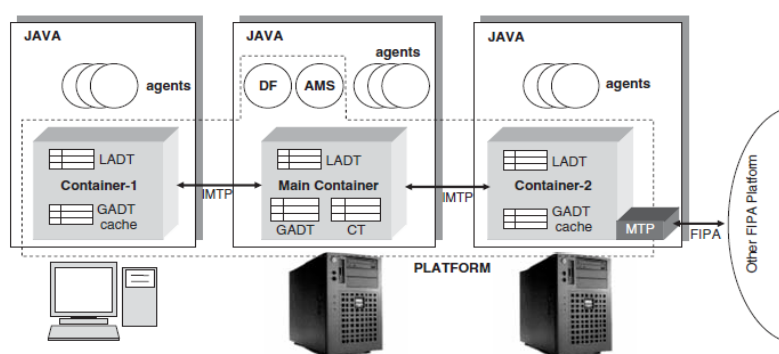 JAVA
agents
LADT
Container-1
GADT
cache
IMTP
JAVA
DF
AMS
agents
LADT
Main Container
GADT
CT
IMTP
JAVA
agents
LADT
Container-2
GADT
cache
MTP
FIPA
Other FIPA Platform
PLATFORM